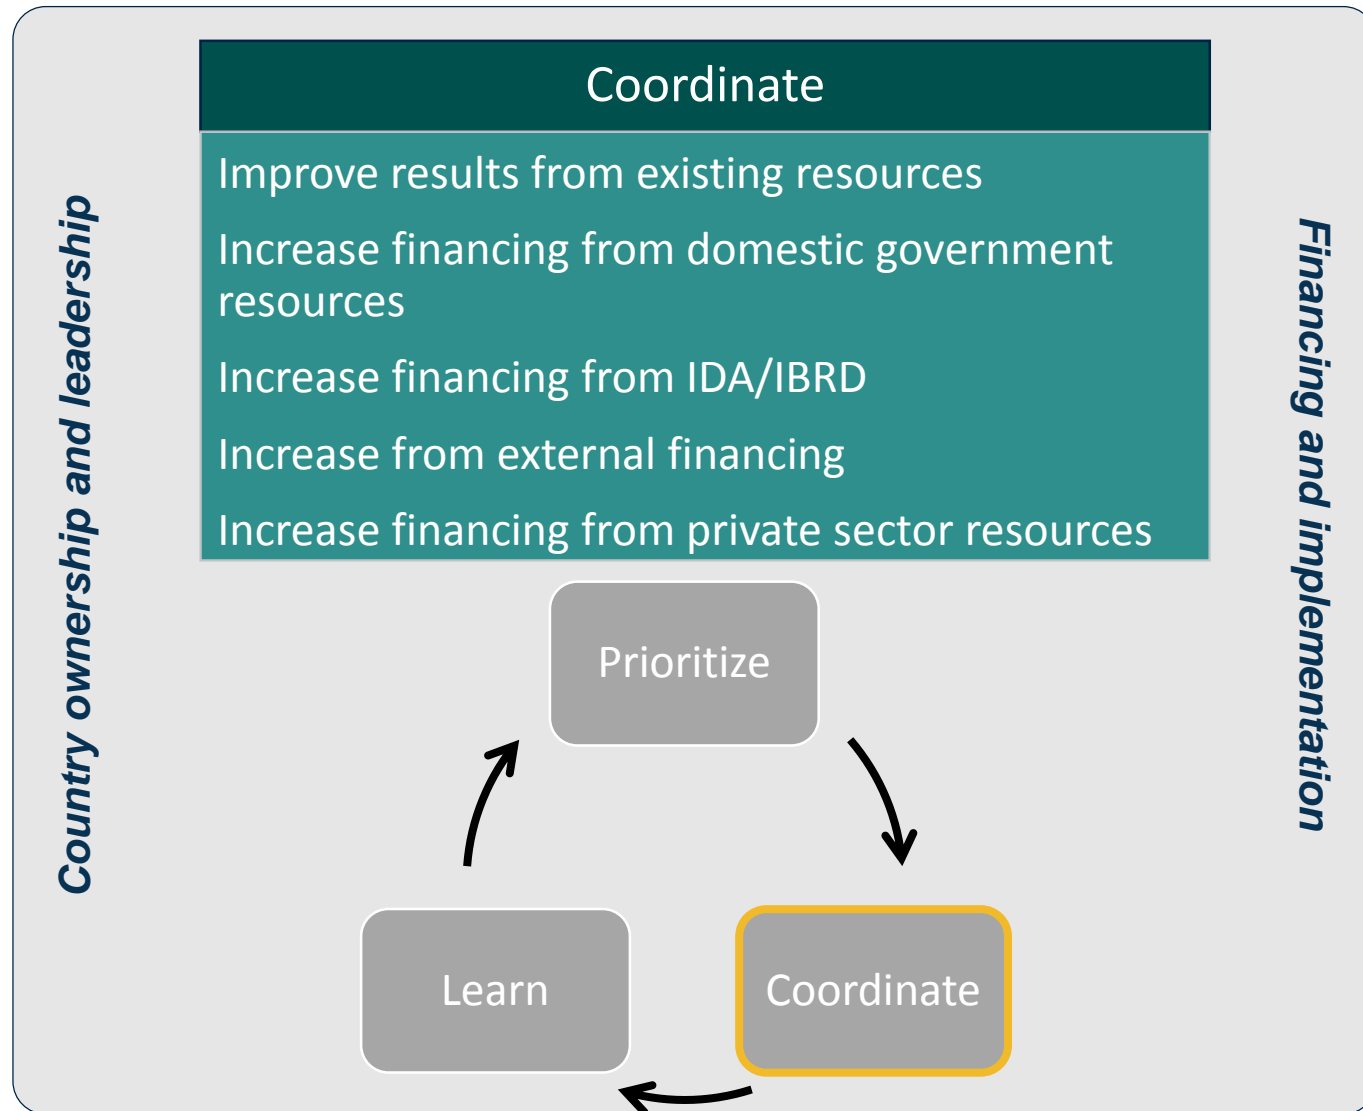 Coordinate
Improve results from existing resources
Increase financing from domestic government
resources
Increase financing from IDA/IBRD
Increase from external financing
Increase financing from private sector resources
Country ownership and leadership
Financing and implementation
Prioritize
Learn
Coordinate